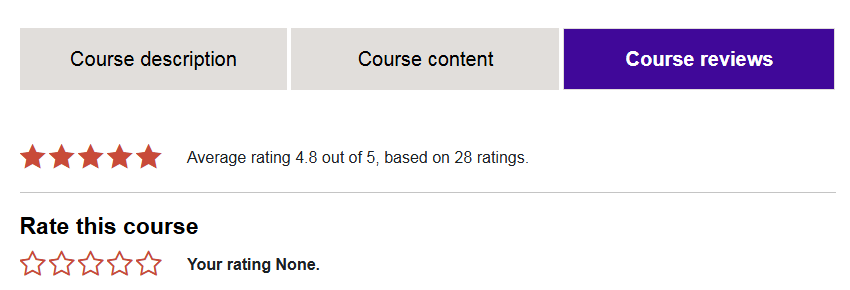 Course description Course content Course reviews
Average rating 4.8 out of 5, based on 28 ratings.
Rate this course
Your rating None.